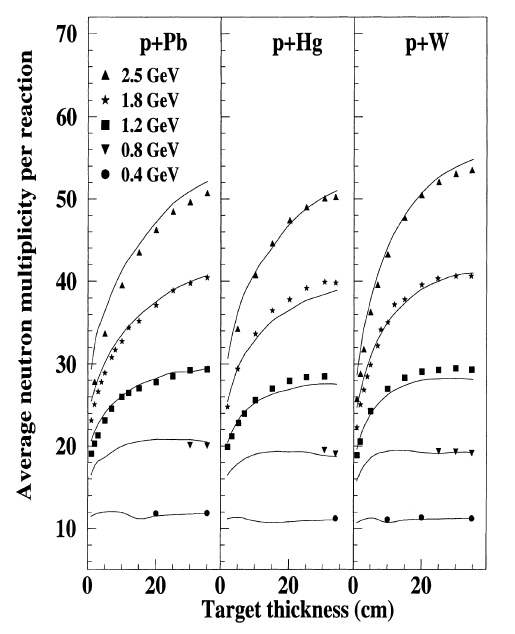 70
60
50
40
30
20
10
Average neutron multiplicity per reaction
p+Pb
p+Hg
p+W
2.5 GeV
1.8 GeV
1.2 GeV
0.8 GeV
0.4 GeV
0 20 0 20 0 20
Target thickness (cm)